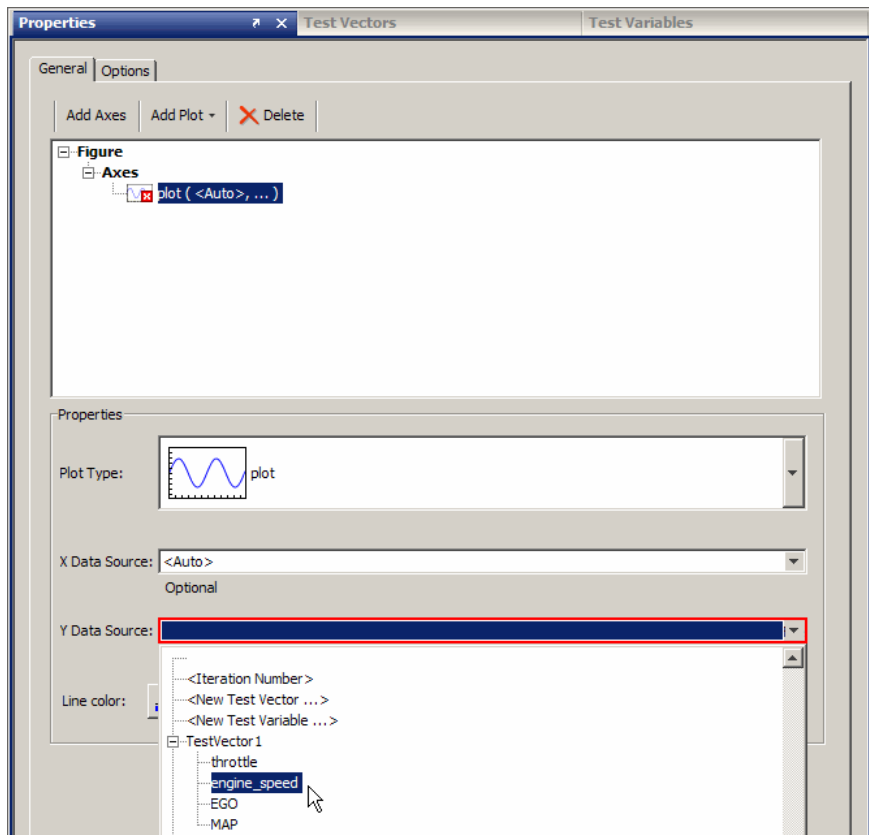 Properties Test Vectors Test Variables
General Options
Add Axes Add Plot Delete
Figure
Axes
plot ( <Auto>, ... )
Properties
Plot Type: plot
X Data Source: <Auto>
Optional
Y Data Source:
<Iteration Number>
<New Test Vector ...>
Line color:
<New Test Variable ...>
TestVector1
throttle
engine_speed
EGO
MAP